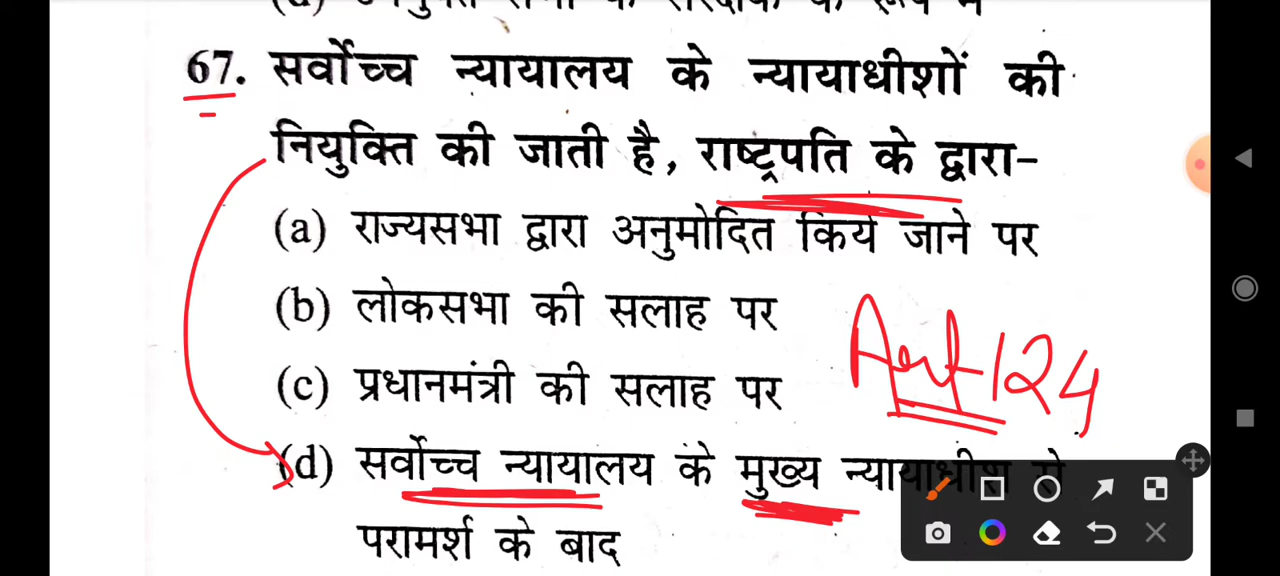 67. सर्वोच्च न्यायालय के न्यायाधीशों की
नियुक्ति की जाती है, राष्ट्रपति के द्वारा-
(a) राज्यसभा द्वारा अनुमोदित किये जाने पर
(b) लोकसभा की सलाह पर
(c) प्रधानमंत्री की सलाह पर
Art-124
(d) सर्वोच्च न्यायालय के मुख्य न्यायाधीश से
परामर्श के बाद